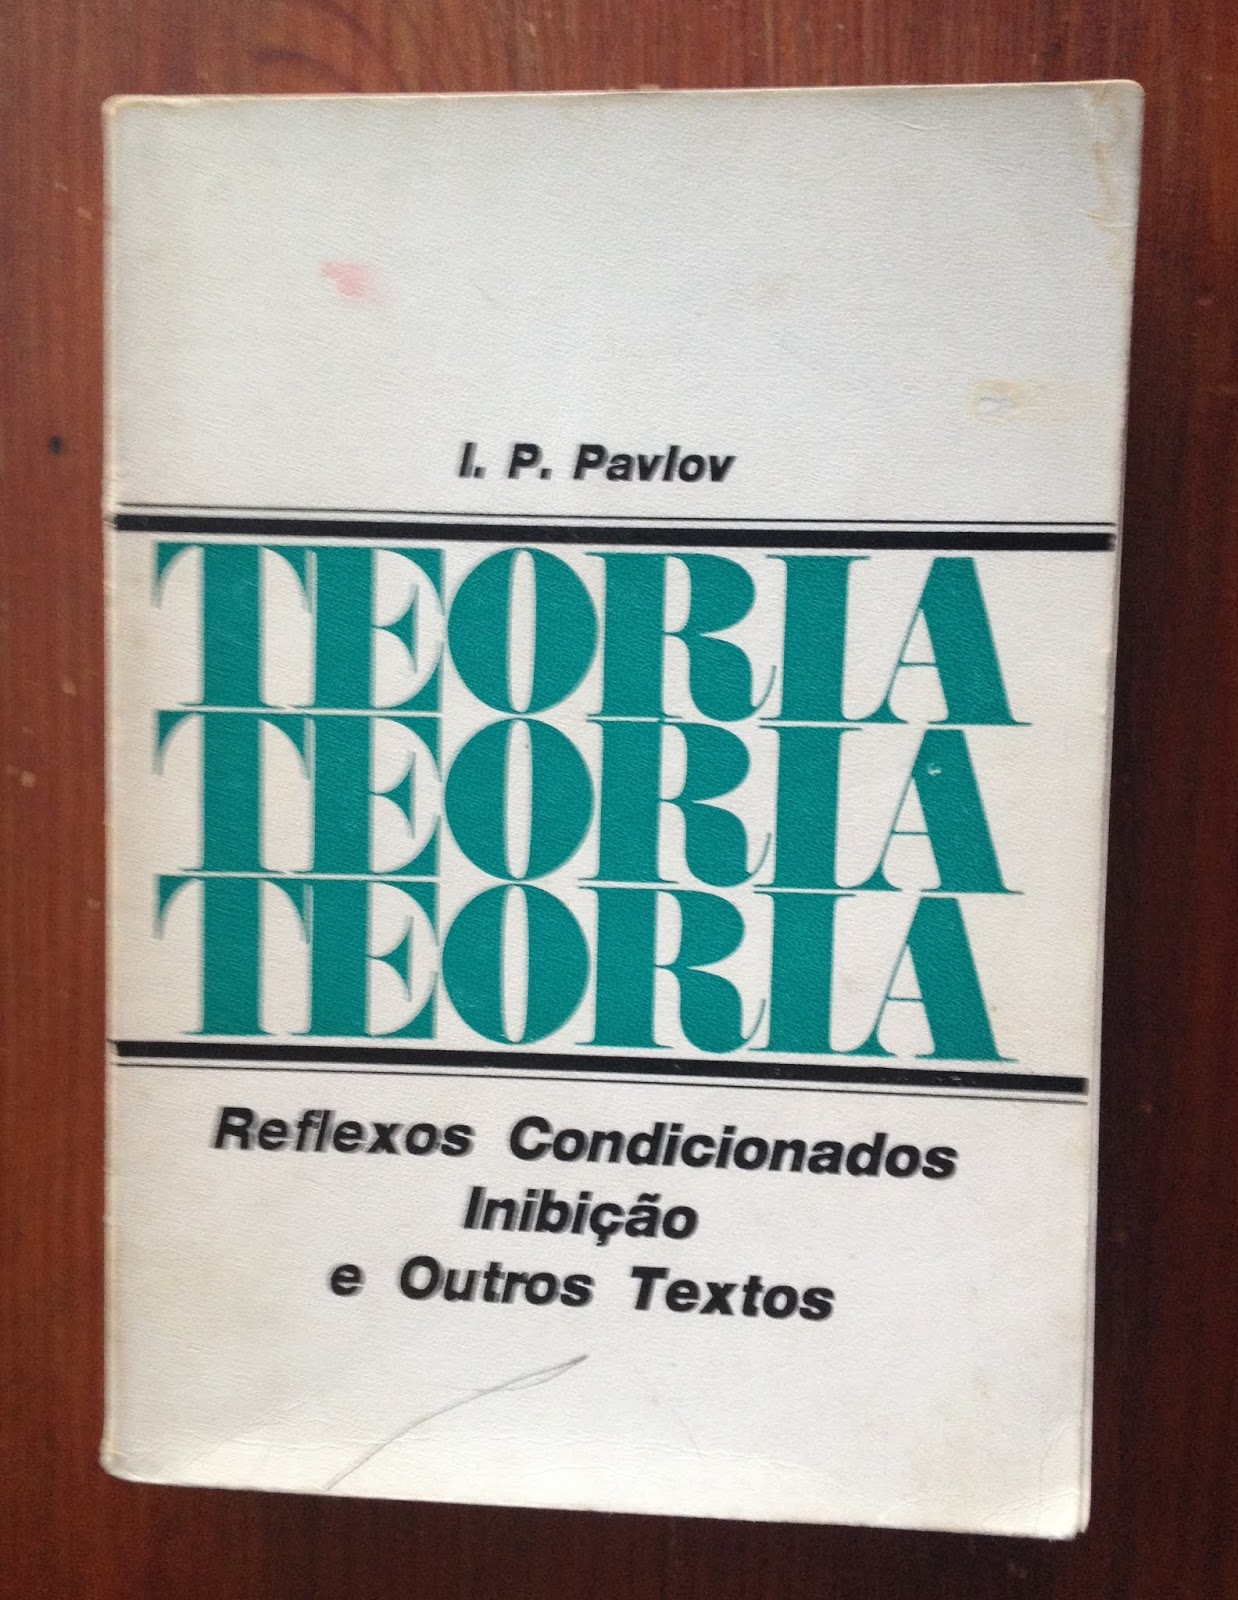 I. P. Pavlov
TEORIA
TEORIA
TEORIA
Reflexos Condicionados
Inibição
e Outros Textos